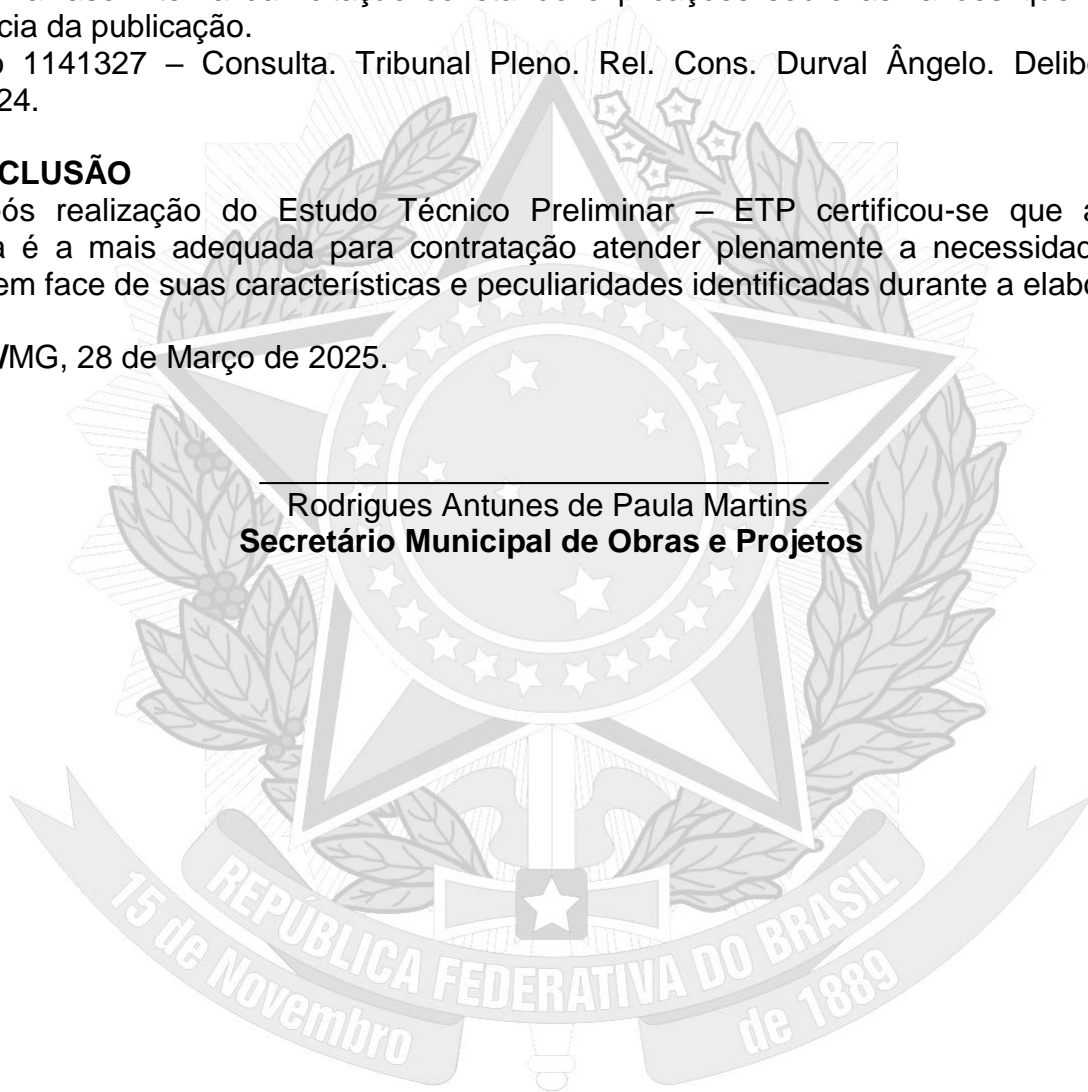 cia da publicação.
1141327 – Consulta. Tribunal Pleno. Rel. Cons. Durval Ângelo.
24.
CLUSÃO
ós realização do Estudo Técnico Preliminar – ETP certificou-se que a
a é a mais adequada para contratação atender plenamente a
em face de suas características e peculiaridades identificadas durante a
MG, 28 de Março de 2025.
Rodrigues Antunes de Paula Martins
Secretário Municipal de Obras e Projetos
REPÚBLICA FEDERATIVA DO BRASIL
15 de Novembro
de 1889